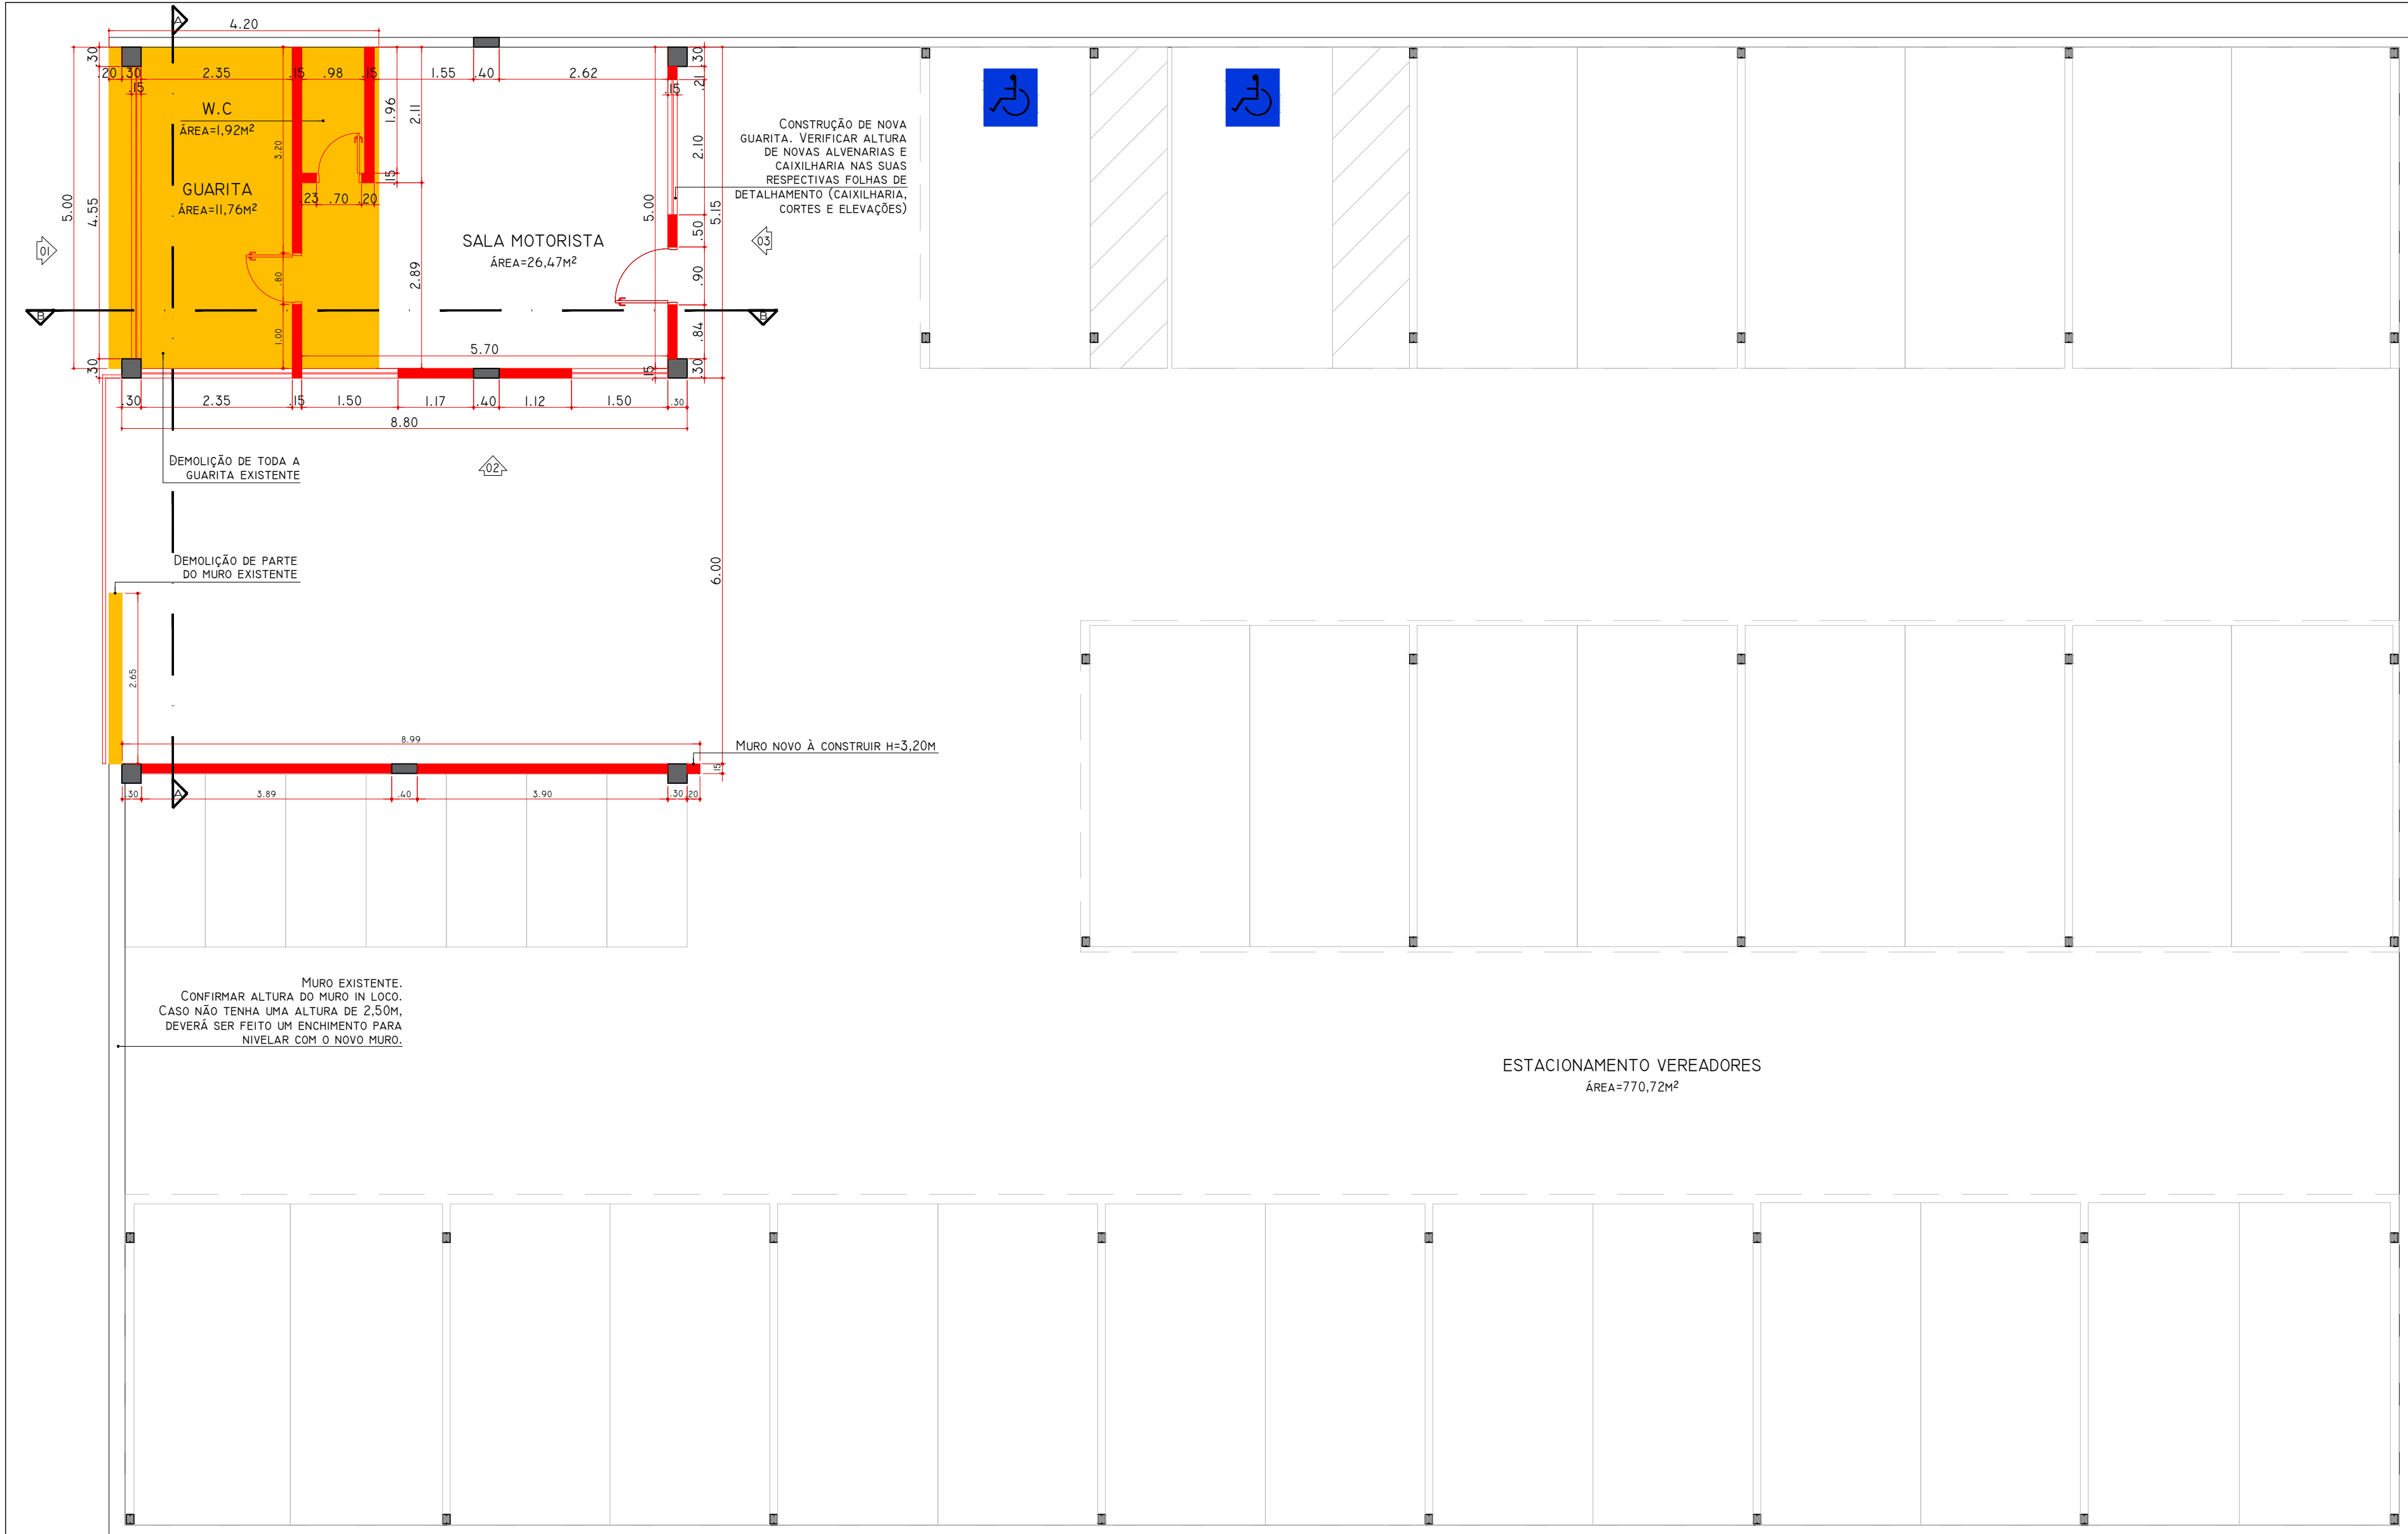 A
4.20
.30
.20
.30
2.35
.15
.98
.15
1.55
.40
2.62
.30
.21
.15
.15
W.C
ÁREA=1,92M²
1.96
2.11
3.20
2.10
CONSTRUÇÃO DE NOVA
GUARITA. VERIFICAR ALTURA
DE NOVAS ALVENARIAS E
CAIXILHARIA NAS SUAS
RESPECTIVAS FOLHAS DE
DETALHAMENTO (CAIXILHARIA,
CORTES E ELEVAÇÕES)
GUARITA
ÁREA=11,76M²
.15
.23
.70
.20
5.00
4.55
5.00
5.15
.50
01
SALA MOTORISTA
ÁREA=26,47M²
03
.80
2.89
.90
B
B
1.00
.84
5.70
.30
.15
.30
.30
2.35
.15
1.50
1.17
.40
1.12
1.50
.30
8.80
DEMOLIÇÃO DE TODA A
GUARITA EXISTENTE
02
DEMOLIÇÃO DE PARTE
DO MURO EXISTENTE
6.00
2.65
8.99
MURO NOVO À CONSTRUIR H=3,20M
.15
.30
A
3.89
.40
3.90
.30
.20
MURO EXISTENTE.
CONFIRMAR ALTURA DO MURO IN LOCO.
CASO NÃO TENHA UMA ALTURA DE 2,50M,
DEVERÁ SER FEITO UM ENCHIMENTO PARA
NIVELAR COM O NOVO MURO.
ESTACIONAMENTO VEREADORES
ÁREA=770,72M²